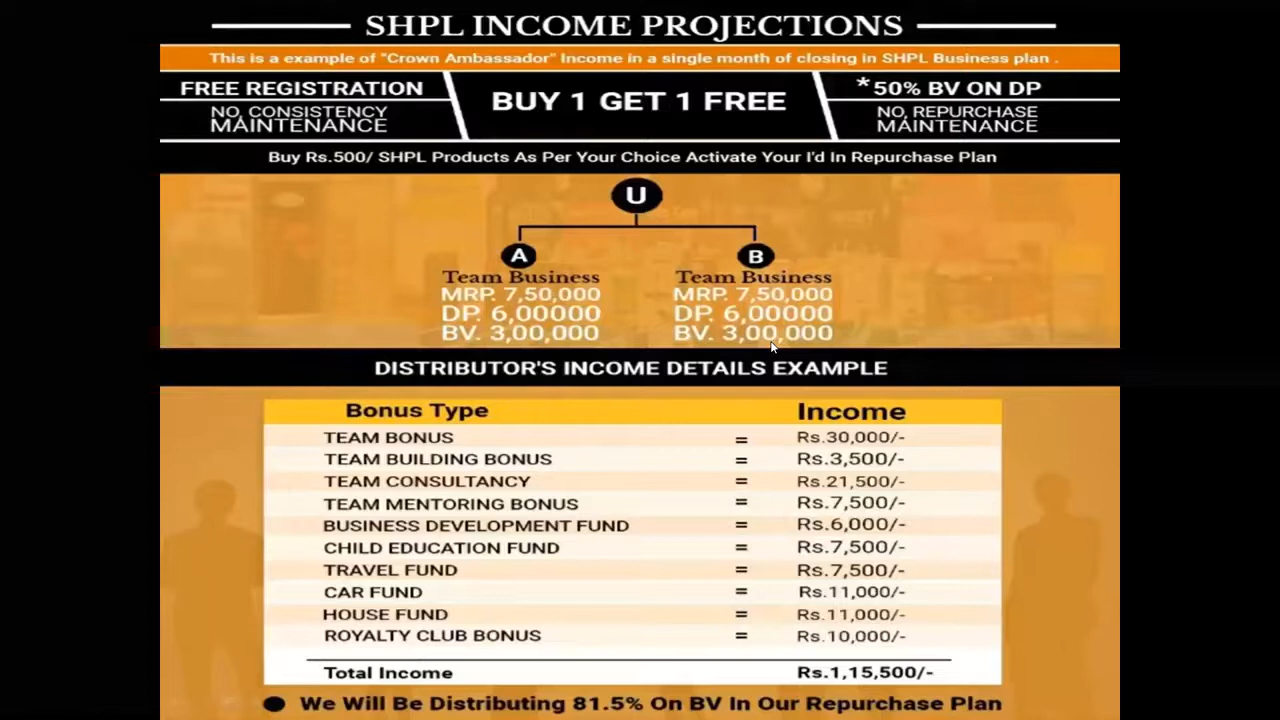 SHPL INCOME PROJECTIONS
This is a example of "Crown Ambassador" Income in a single month of closing in SHPL Business plan .
FREE REGISTRATION
NO, CONSISTENCY
MAINTENANCE
BUY 1 GET 1 FREE
*50% BV ON DP
NO, REPURCHASE
MAINTENANCE
Buy Rs.500/ SHPL Products As Per Your Choice Activate Your I'd In Repurchase Plan
U
A B
Team Business Team Business
MRP. 7,50,000 MRP. 7,50,000
DP. 6,00000 DP. 6,00000
BV. 3,00,000 BV. 3,00,000
DISTRIBUTOR'S INCOME DETAILS EXAMPLE
Bonus Type Income
TEAM BONUS = Rs.30,000/-
TEAM BUILDING BONUS = Rs.3,500/-
TEAM CONSULTANCY = Rs.21,500/-
TEAM MENTORING BONUS = Rs.7,500/-
BUSINESS DEVELOPMENT FUND = Rs.6,000/-
CHILD EDUCATION FUND = Rs.7,500/-
TRAVEL FUND = Rs.7,500/-
CAR FUND = Rs.11,000/-
HOUSE FUND = Rs.11,000/-
ROYALTY CLUB BONUS = Rs.10,000/-
Total Income Rs.1,15,500/-
We Will Be Distributing 81.5% On BV In Our Repurchase Plan